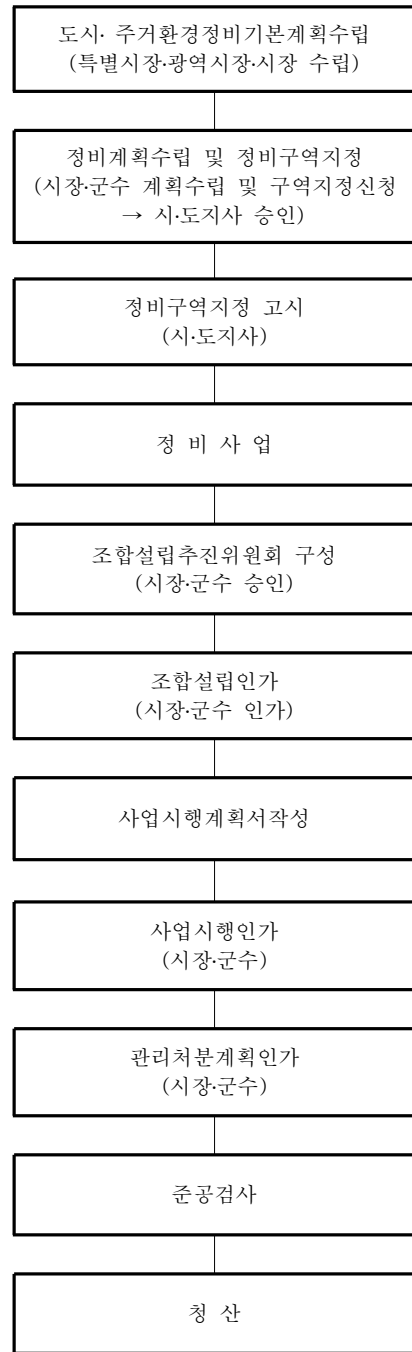 도시· 주거환경정비기본계획수립
(특별시장·광역시장·시장 수립)
정비계획수립 및 정비구역지정
(시장·군수 계획수립 및 구역지정신청
→ 시·도지사 승인)
정비구역지정 고시
(시·도지사)
정 비 사 업
조합설립추진위원회 구성
(시장·군수 승인)
조합설립인가
(시장·군수 인가)
사업시행계획서작성
사업시행인가
(시장·군수)
관리처분계획인가
(시장·군수)
준공검사
청 산